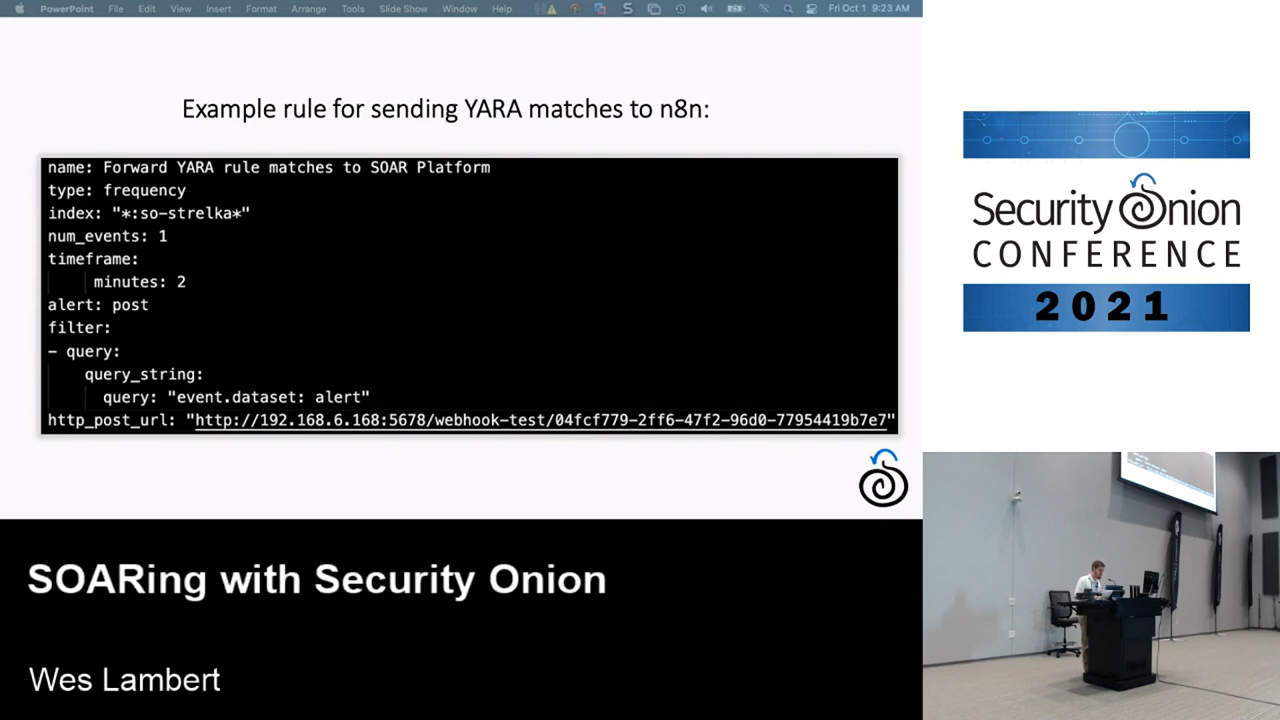 PowerPoint File Edit View Insert Format Arrange Tools Slide Show Window Help Fri Oct 1 9:23 AM
Example rule for sending YARA matches to n8n:
name: Forward YARA rule matches to SOAR Platform
type: frequency
index: "*:so-strelka*"
num_events: 1
timeframe:
minutes: 2
alert: post
filter:
- query:
query_string:
query: "event.dataset: alert"
http_post_url: "http://192.168.6.168:5678/webhook-test/04fcf779-2ff6-47f2-96d0-77954419b7e7"
Security Onion
CONFERENCE
2021
SOARing with Security Onion
Wes Lambert